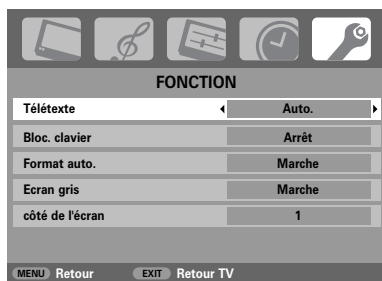 FONCTION
Télétexte Auto.
Bloc. clavier Arrêt
Format auto. Marche
Ecran gris Marche
côté de l'écran 1
MENU Retour EXIT Retour TV